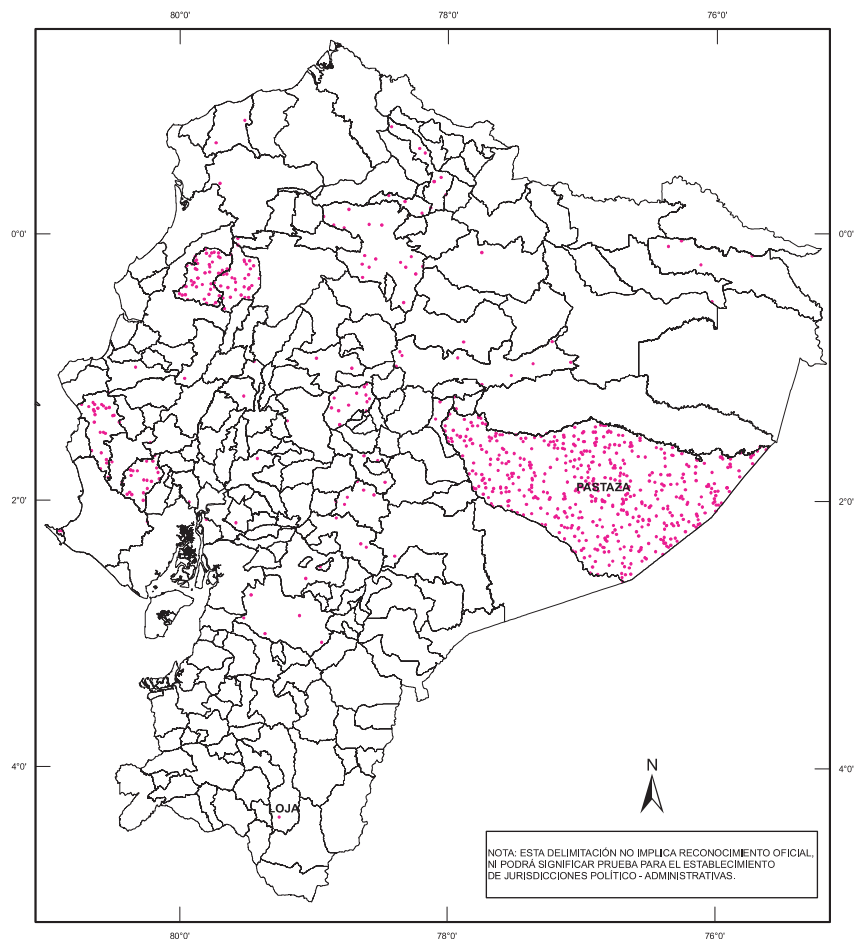 80°0'
78°0'
76°0'
0°0'
0°0'
PASTAZA
2°0'
2°0'
N
4°0'
4°0'
LOJA
NOTA: ESTA DELIMITACIÓN NO IMPLICA RECONOCIMIENTO OFICIAL,
NI PODRÁ SIGNIFICAR PRUEBA PARA EL ESTABLECIMIENTO
DE JURISDICCIONES POLÍTICO - ADMINISTRATIVAS.
80°0'
78°0'
76°0'